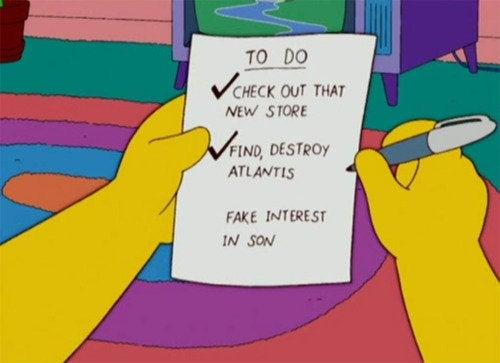 TO DO
CHECK OUT THAT
NEW STORE
FIND, DESTROY
ATLANTIS
FAKE INTEREST
IN SON